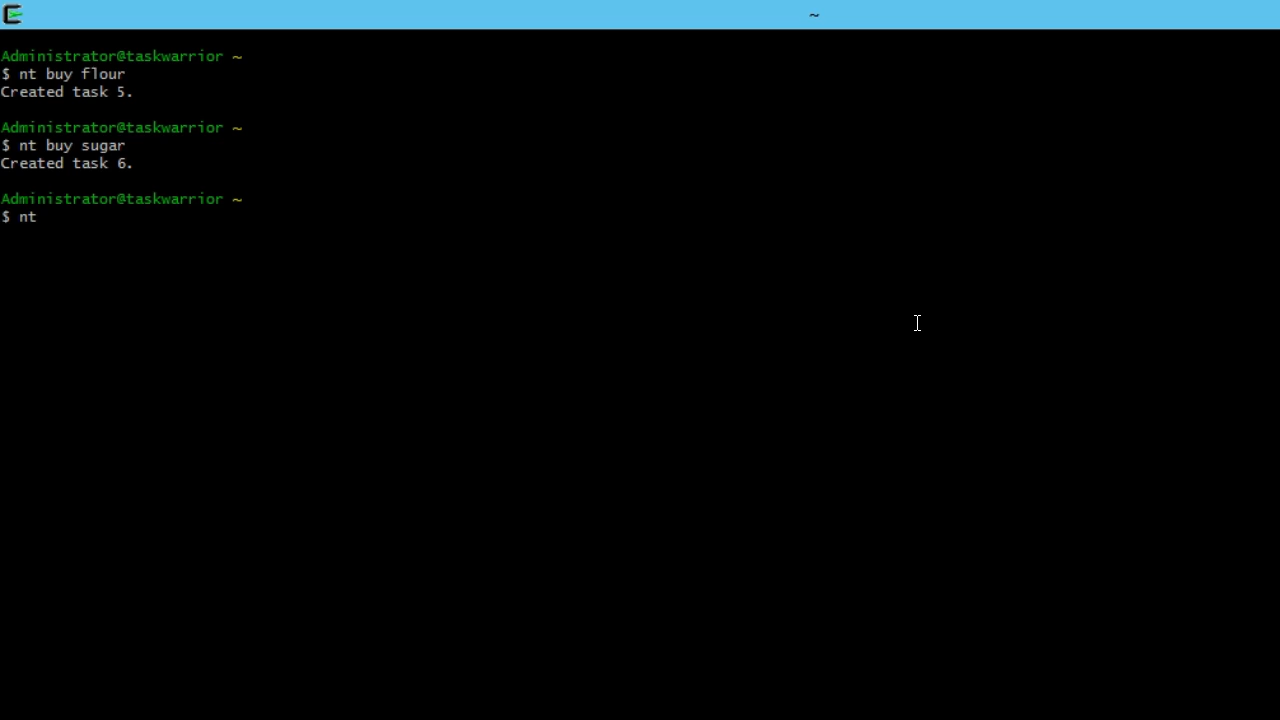 ~
Administrator@taskwarrior ~
$ nt buy flour
Created task 5.
Administrator@taskwarrior ~
$ nt buy sugar
Created task 6.
Administrator@taskwarrior ~
$ nt